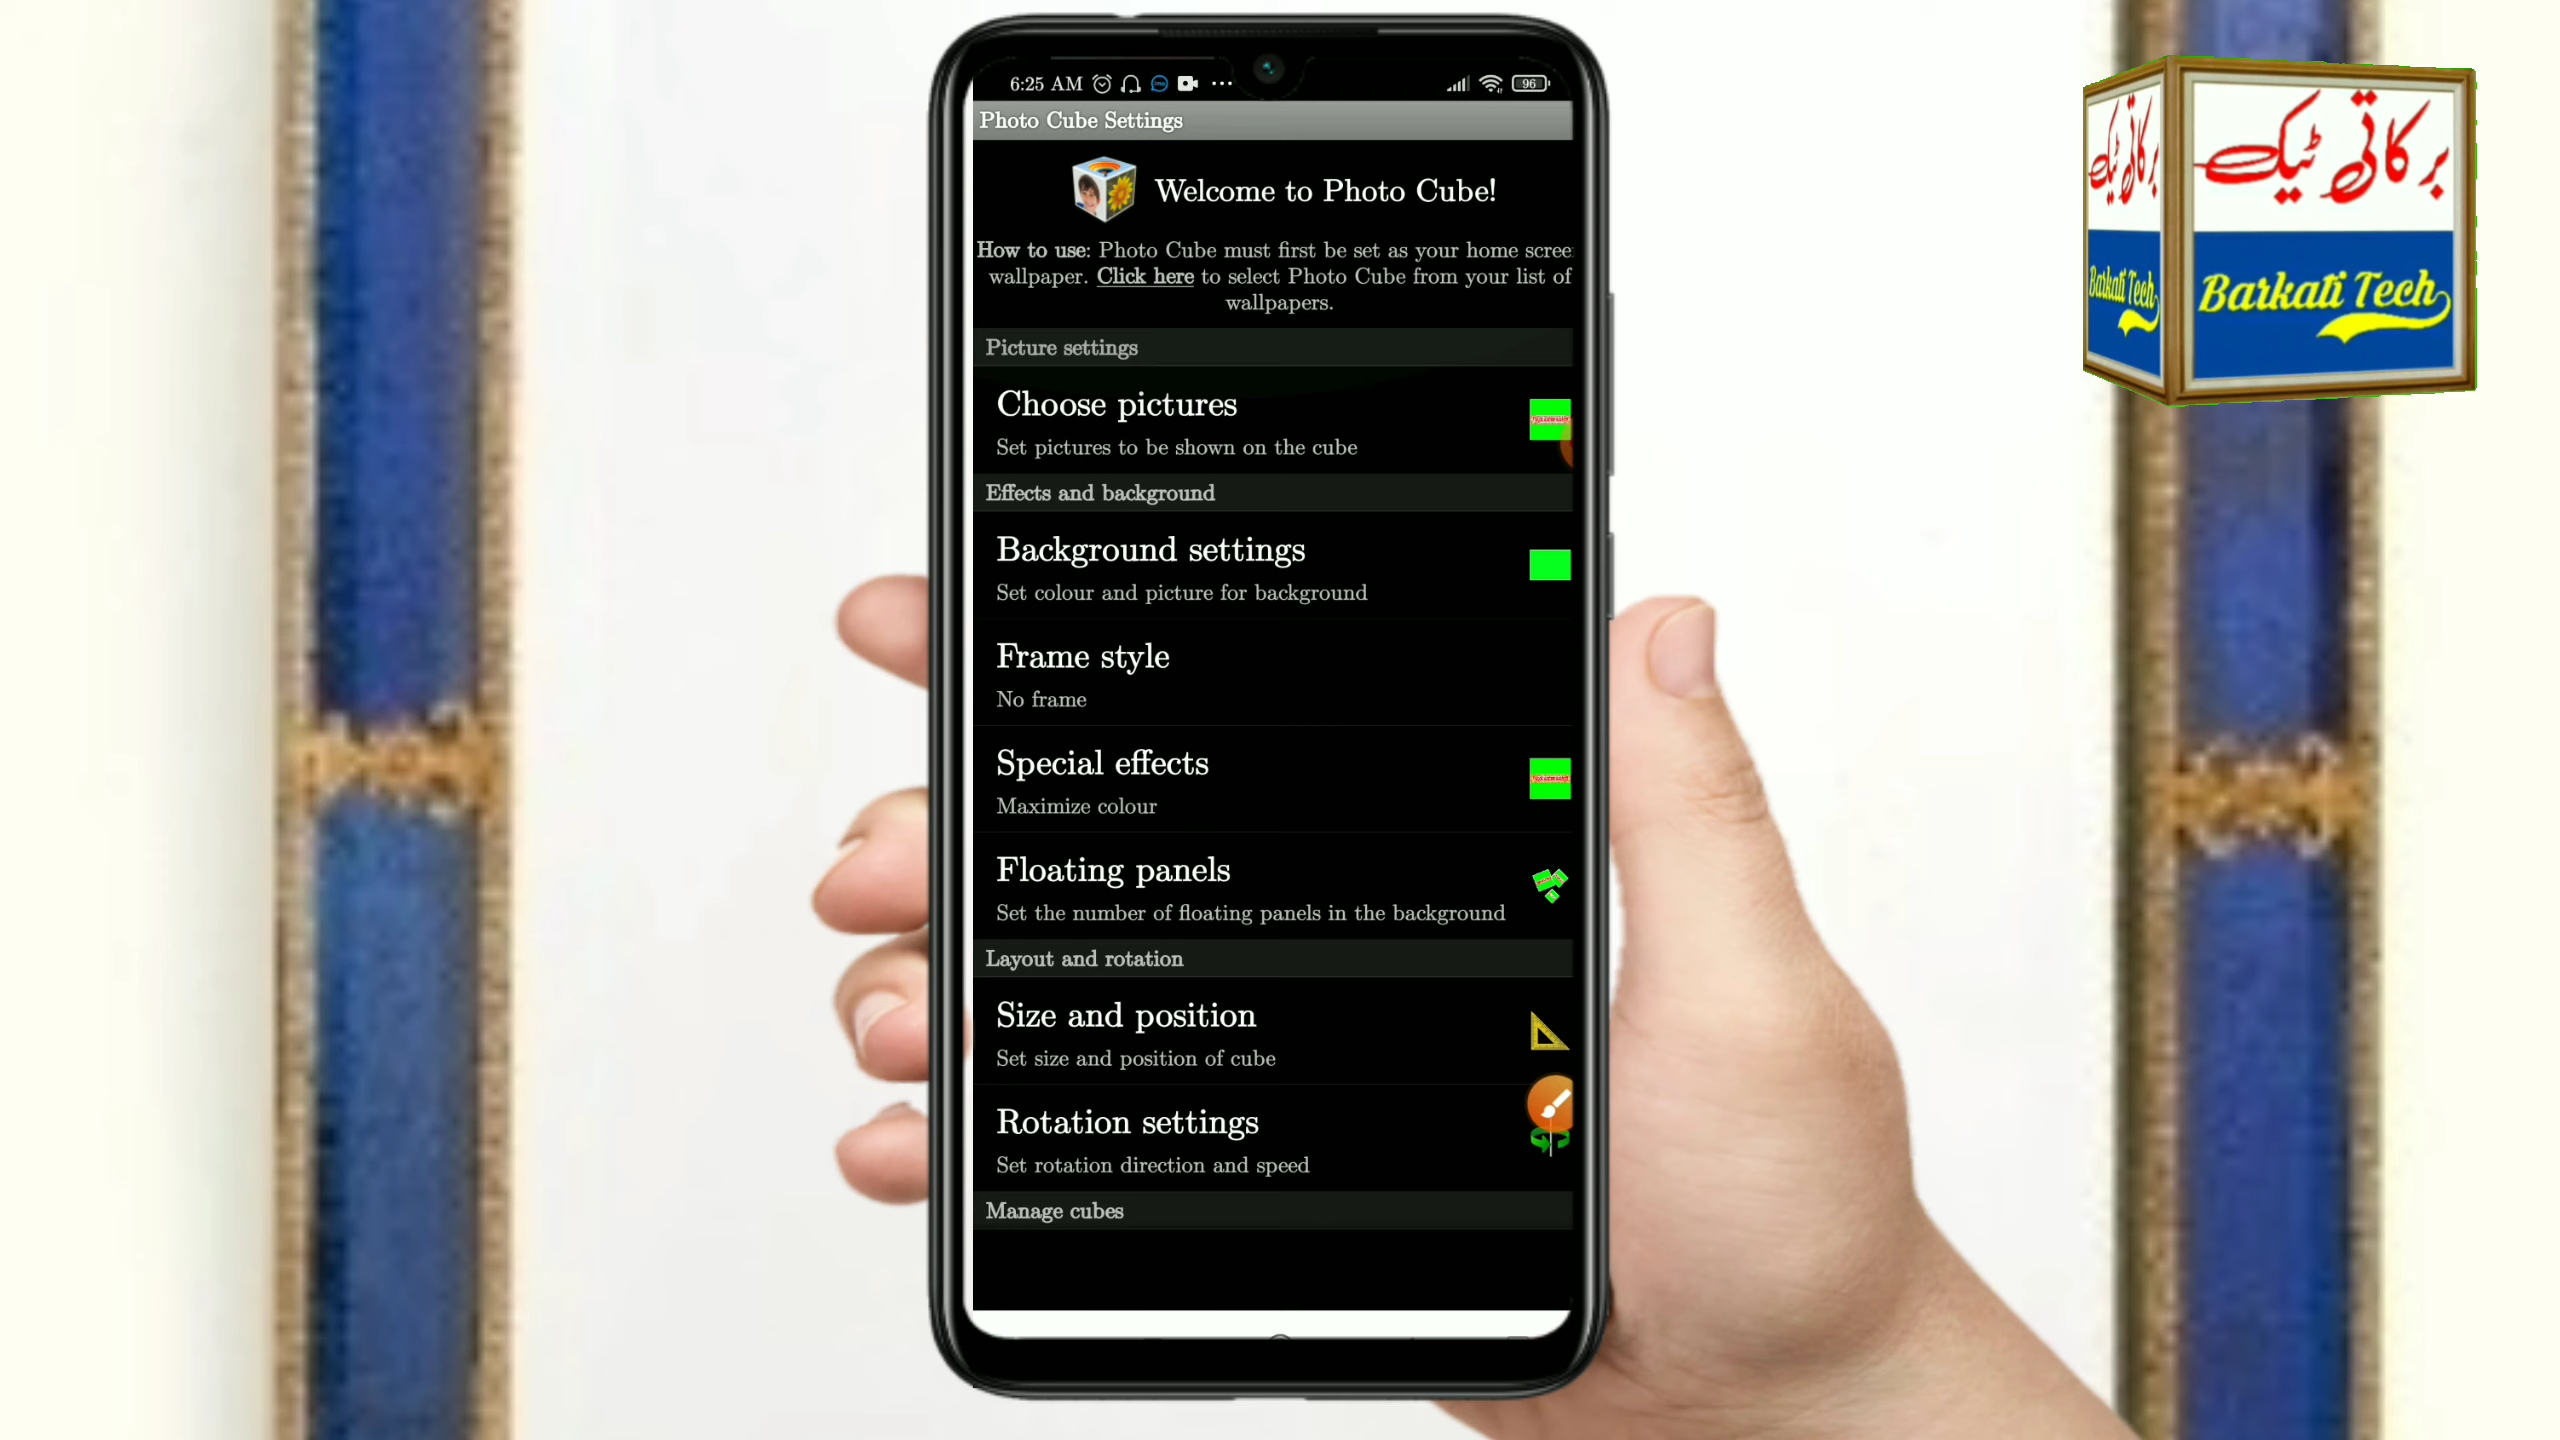 6:25 AM
96
Photo Cube Settings
Welcome to Photo Cube!
How to use: Photo Cube must first be set as your home scree
wallpaper. Click here to select Photo Cube from your list of
wallpapers.
Picture settings
Choose pictures
Set pictures to be shown on the cube
Effects and background
Background settings
Set colour and picture for background
Frame style
No frame
Special effects
Maximize colour
Floating panels
Set the number of floating panels in the background
Layout and rotation
Size and position
Set size and position of cube
Rotation settings
Set rotation direction and speed
Manage cubes
برکاتی ٹیک
Barkati Tech
برکاتی ٹیک
Barkati Tech